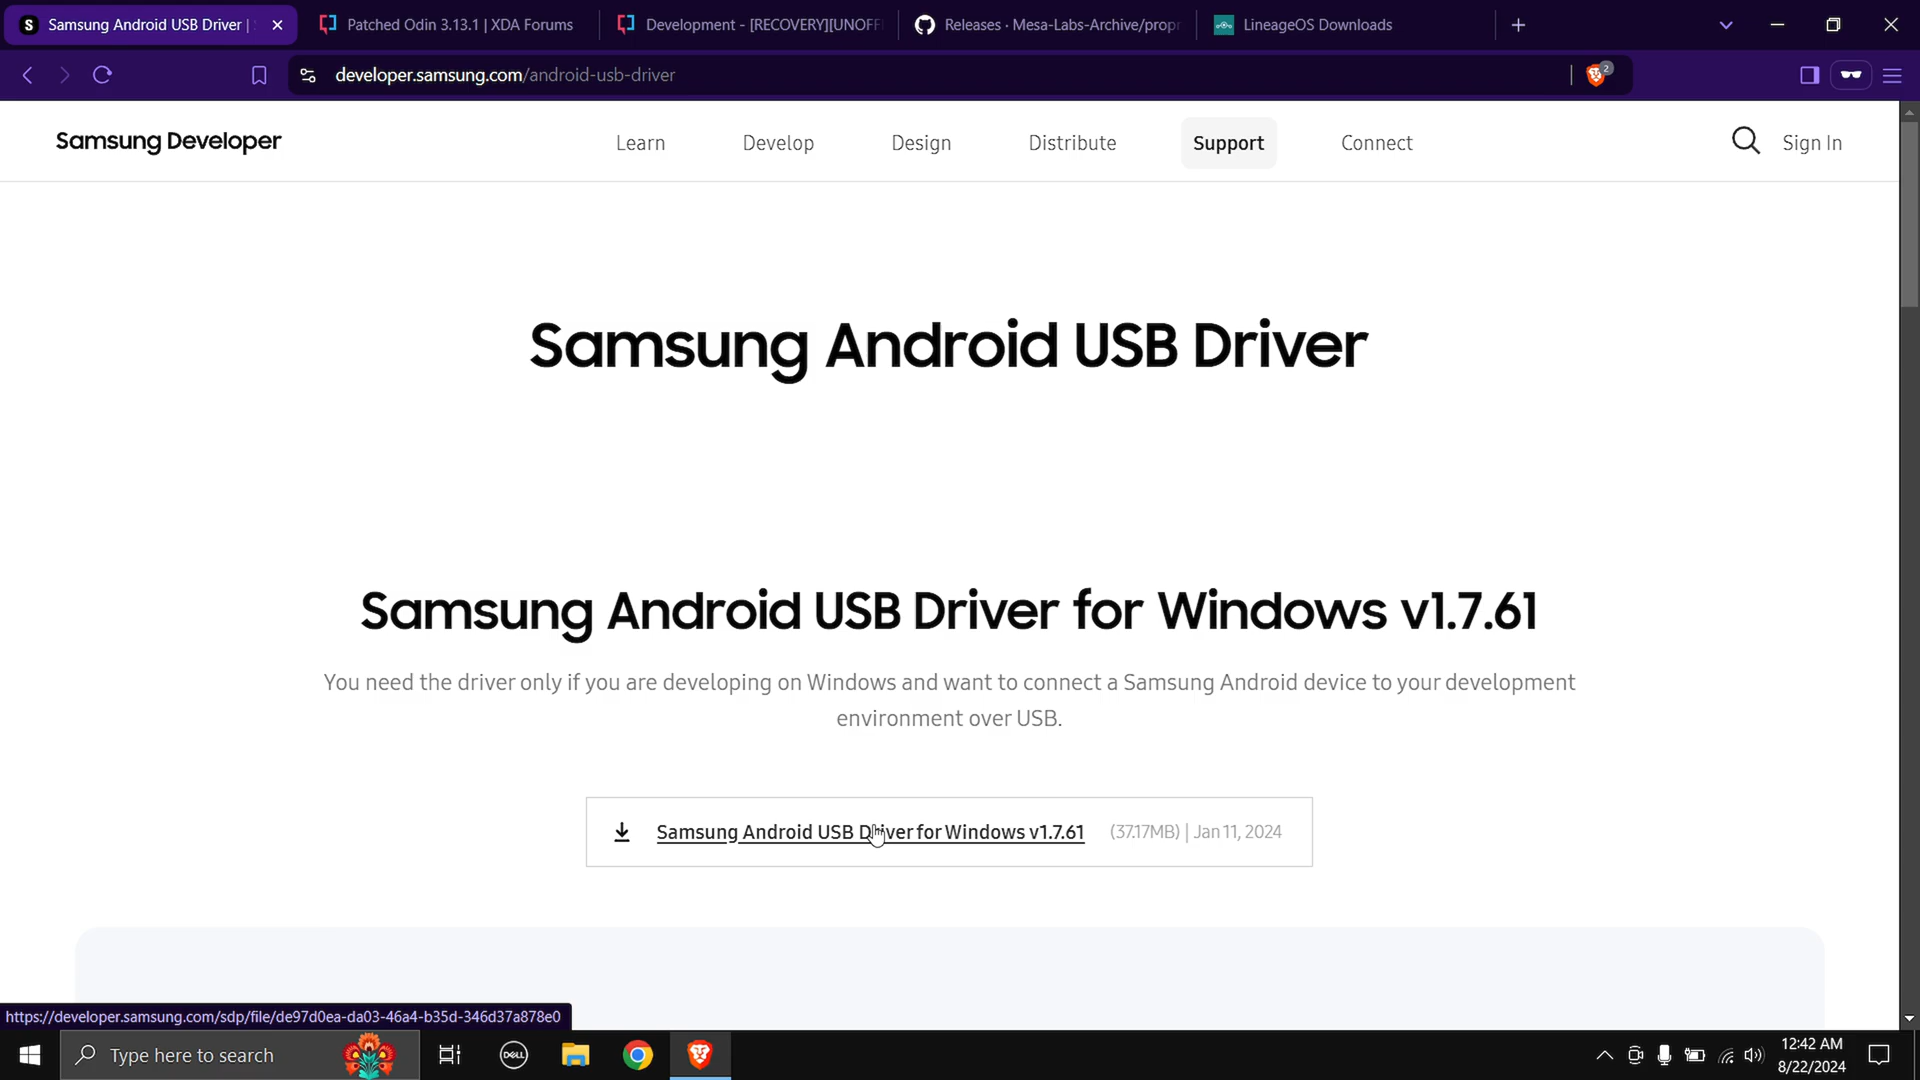 S Samsung Android USB Driver |
Patched Odin 3.13.1 | XDA Forums
Development - [RECOVERY][UNOFF
Releases · Mesa-Labs-Archive/propr
LineageOS Downloads
developer.samsung.com/android-usb-driver
2
Samsung Developer
Learn
Develop
Design
Distribute
Support
Connect
Sign In
Samsung Android USB Driver
Samsung Android USB Driver for Windows v1.7.61
You need the driver only if you are developing on Windows and want to connect a Samsung Android device to your development
environment over USB.
Samsung Android USB Driver for Windows v1.7.61 (37.17MB) | Jan 11, 2024
https://developer.samsung.com/sdp/file/de97d0ea-da03-46a4-b35d-346d37a878e0
Type here to search
DELL
12:42 AM
8/22/2024